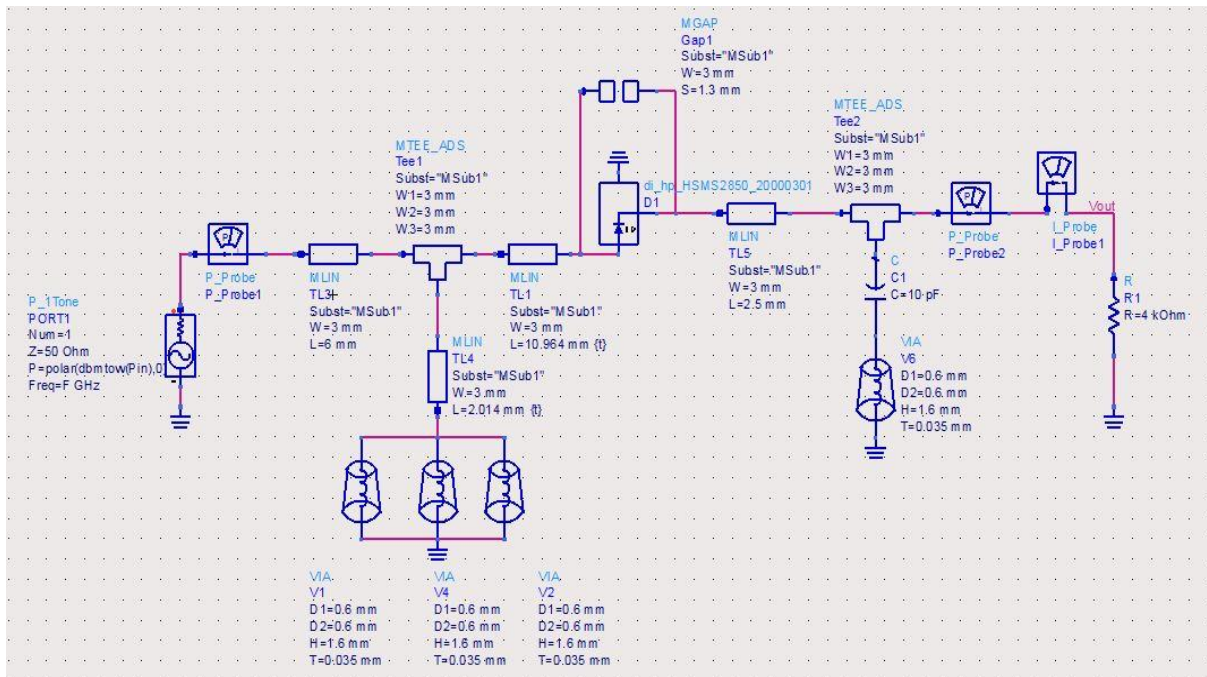 MGAP
Gap1
Subst="MSub1"
W=3 mm
S=1.3 mm
MTEE_ADS
Tee2
Subst="MSub1"
W1=3 mm
W2=3 mm
W3=3 mm
MTEE_ADS
Tee1
Subst="MSub1"
W1=3 mm
W2=3 mm
W3=3 mm
di_hp_HSMS2850_20000301
D1
Vout
I_Probe
I_Probe1
P_Probe
P_Probe2
MLIN
TL5
Subst="MSub1"
W=3 mm
L=2.5 mm
C
C1
C=10 pF
R
R1
R=4 kOhm
P_Probe
P_Probe1
MLIN
TL3
Subst="MSub1"
W=3 mm
L=6 mm
MLIN
TL1
Subst="MSub1"
W=3 mm
L=10.964 mm {t}
P_1Tone
PORT1
Num=1
Z=50 Ohm
P=polar(dbmtow(Pin),0)
Freq=F GHz
MLIN
TL4
Subst="MSub1"
W=3 mm
L=2.014 mm {t}
VIA
V6
D1=0.6 mm
D2=0.6 mm
H=1.6 mm
T=0.035 mm
VIA
V1
D1=0.6 mm
D2=0.6 mm
H=1.6 mm
T=0.035 mm
VIA
V4
D1=0.6 mm
D2=0.6 mm
H=1.6 mm
T=0.035 mm
VIA
V2
D1=0.6 mm
D2=0.6 mm
H=1.6 mm
T=0.035 mm